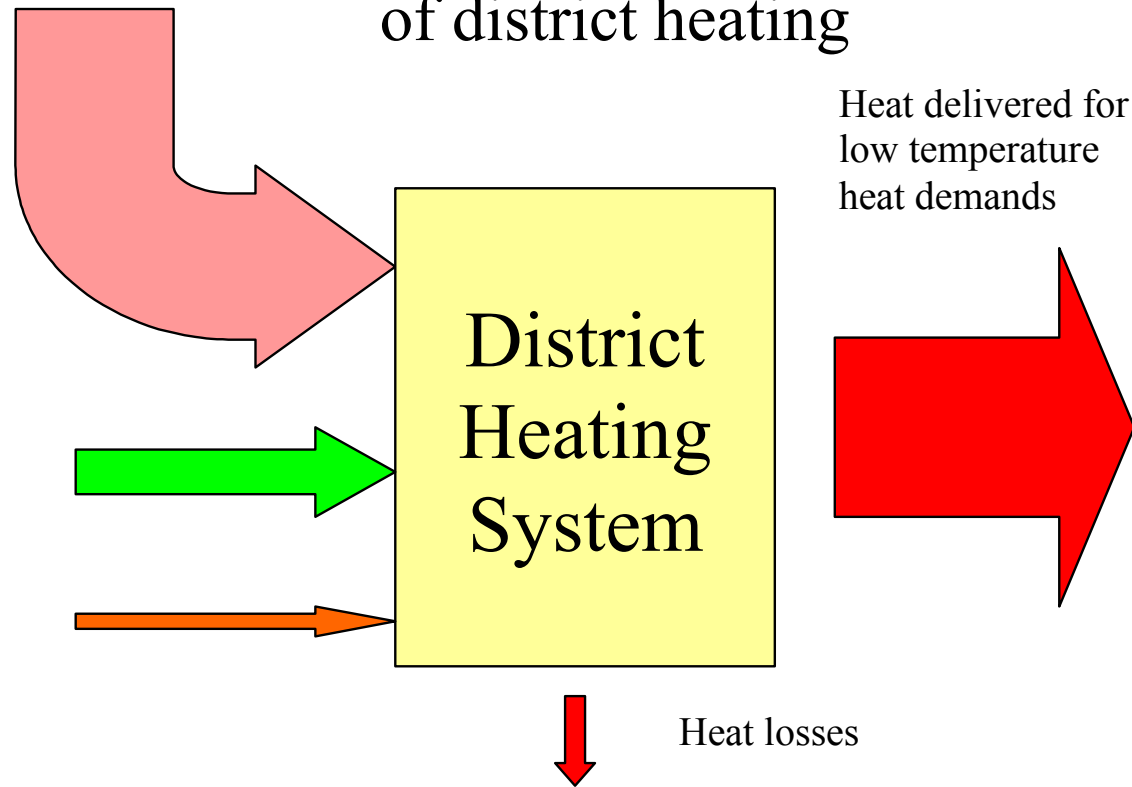 of district heating
Heat delivered for
low temperature
heat demands
District
Heating
System
Heat losses